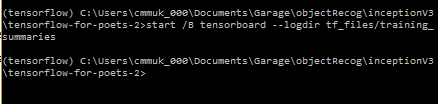 (tensorflow) C:\Users\cmmuk_000\Documents\Garage\objectRecog\inceptionV3
\tensorflow-for-poets-2>start /B tensorboard --logdir tf_files/training_
summaries
(tensorflow) C:\Users\cmmuk_000\Documents\Garage\objectRecog\inceptionV3
\tensorflow-for-poets-2>